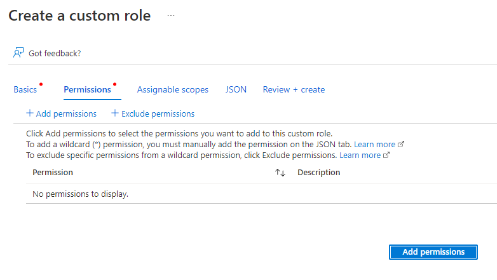 Create a custom role ...
Got feedback?
Basics Permissions Assignable scopes JSON Review + create
+ Add permissions + Exclude permissions
Click Add permissions to select the permissions you want to add to this custom role.
To add a wildcard (*) permission, you must manually add the permission on the JSON tab. Learn more
To exclude specific permissions from a wildcard permission, click Exclude permissions. Learn more
Permission Description
No permissions to display.
Add permissions